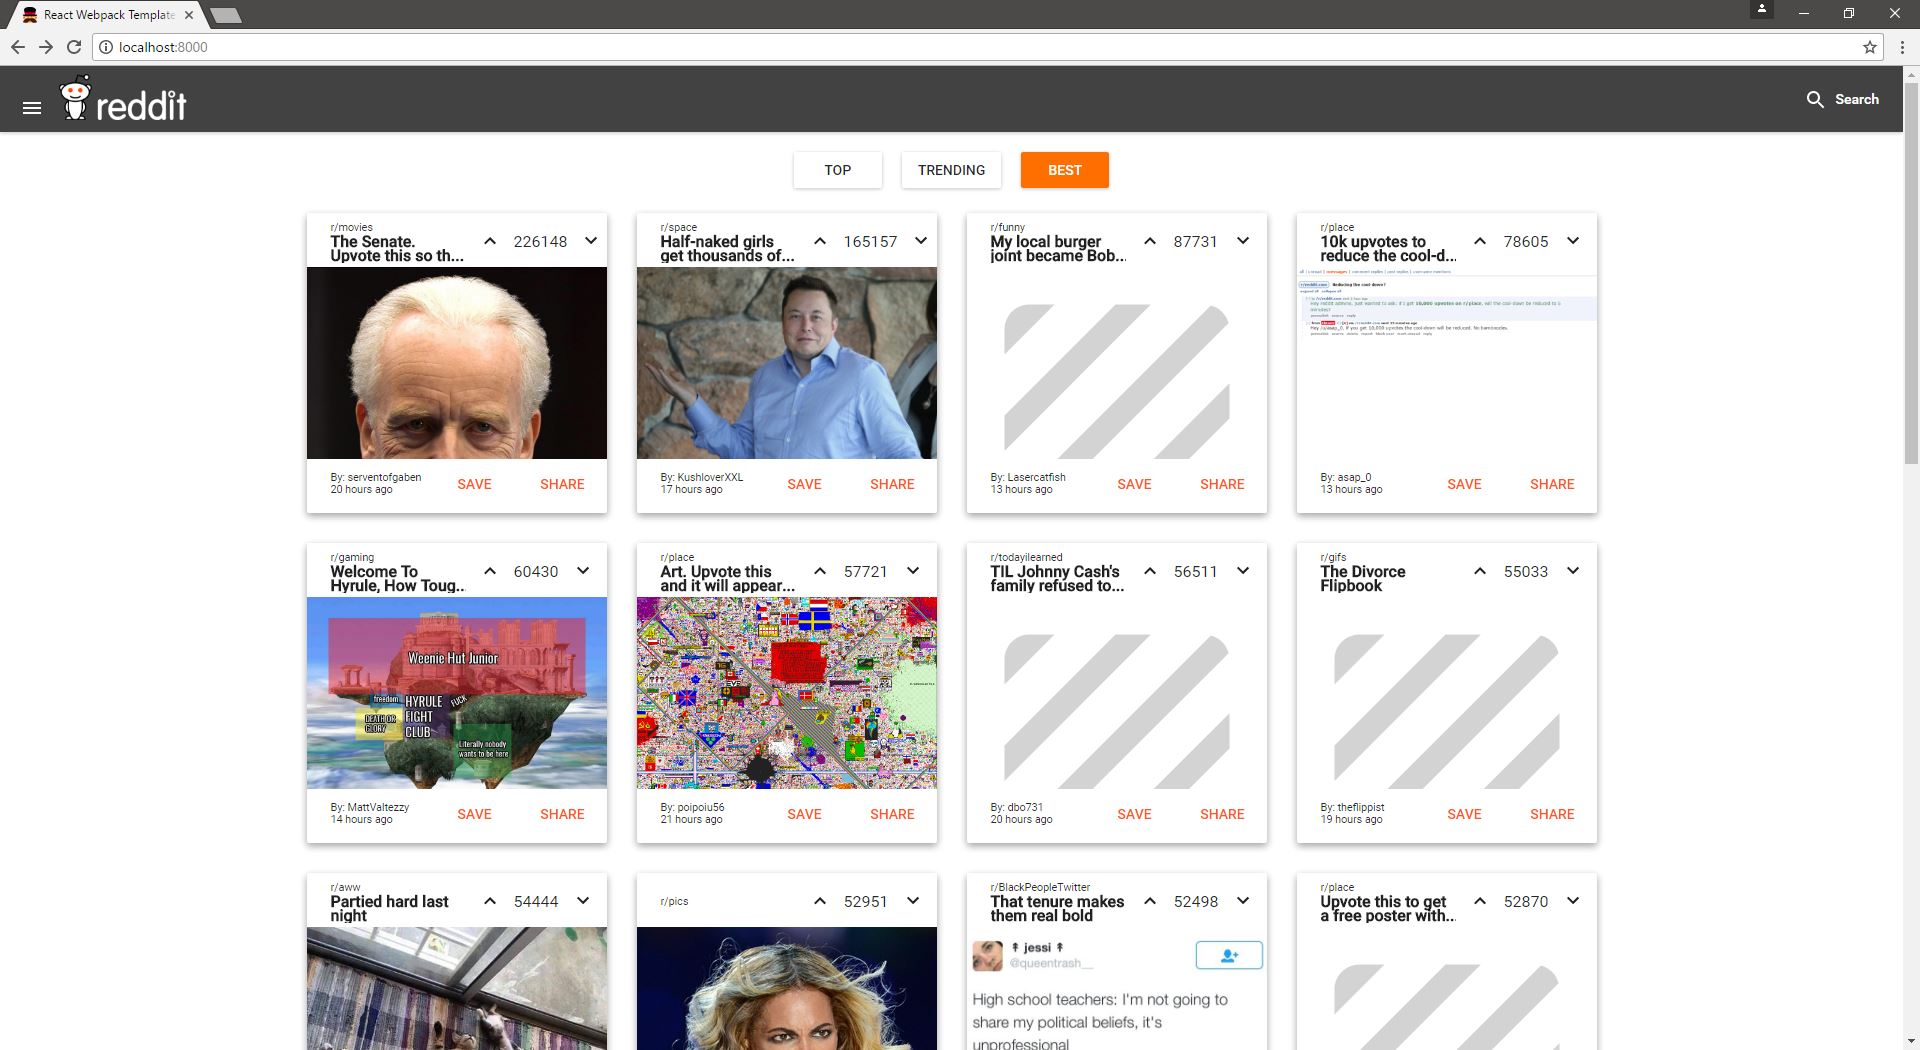 React Webpack Template
localhost:8000
reddit
Search
TOP
TRENDING
BEST
r/movies
The Senate.
Upvote this so th...
226148
By: serventofgaben
20 hours ago
SAVE
SHARE
r/space
Half-naked girls
get thousands of...
165157
By: KushloverXXL
17 hours ago
SAVE
SHARE
r/funny
My local burger
joint became Bob...
87731
By: Lasercatfish
13 hours ago
SAVE
SHARE
r/place
10k upvotes to
reduce the cool-d...
78605
Reducing the cool-down?
By: asap_0
13 hours ago
SAVE
SHARE
r/gaming
Welcome To
Hyrule, How Toug...
60430
Weenie Hut Junior
freedom
HYRULE
FIGHT
CLUB
FUCK
DEATH OR
GLORY
Literally nobody
wants to be here
By: MattValtezzy
14 hours ago
SAVE
SHARE
r/place
Art. Upvote this
and it will appear...
57721
By: poipoiu56
21 hours ago
SAVE
SHARE
r/todayilearned
TIL Johnny Cash's
family refused to...
56511
By: dbo731
20 hours ago
SAVE
SHARE
r/gifs
The Divorce
Flipbook
55033
By: theflippist
19 hours ago
SAVE
SHARE
r/aww
Partied hard last
night
54444
r/pics
52951
r/BlackPeopleTwitter
That tenure makes
them real bold
52498
jessi
@queentrash__
High school teachers: I'm not going to
share my political beliefs, it's
unprofessional
r/place
Upvote this to get
a free poster with...
52870